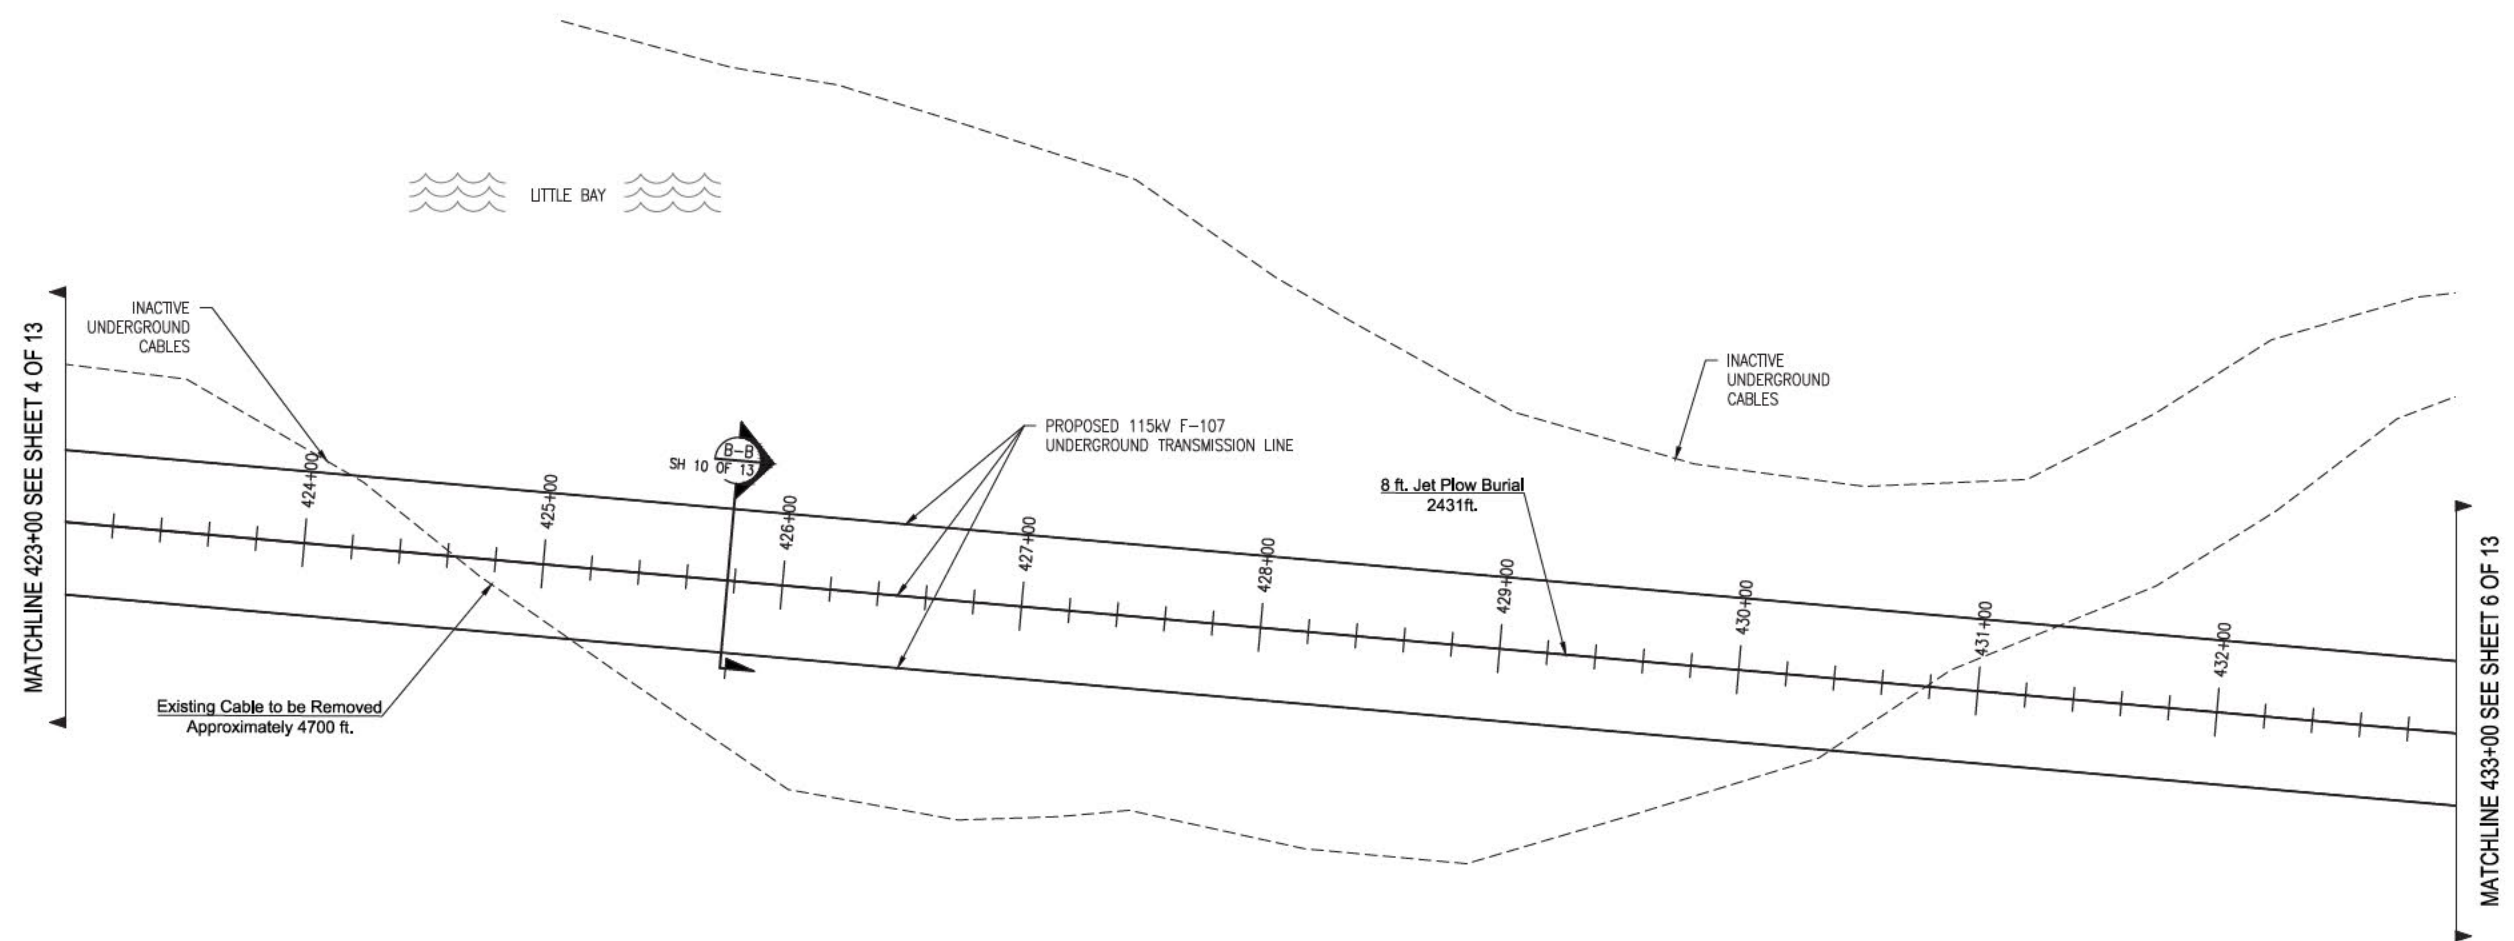 LITTLE BAY
INACTIVE
UNDERGROUND
CABLES
MATCHLINE 423+00 SEE SHEET 4 OF 13
INACTIVE
UNDERGROUND
CABLES
PROPOSED 115kV F-107
UNDERGROUND TRANSMISSION LINE
B-B
SH 10 OF 13
8 ft. Jet Plow Burial
2431ft.
424+00
425+00
426+00
427+00
428+00
429+00
430+00
431+00
432+00
Existing Cable to be Removed
Approximately 4700 ft.
MATCHLINE 433+00 SEE SHEET 6 OF 13